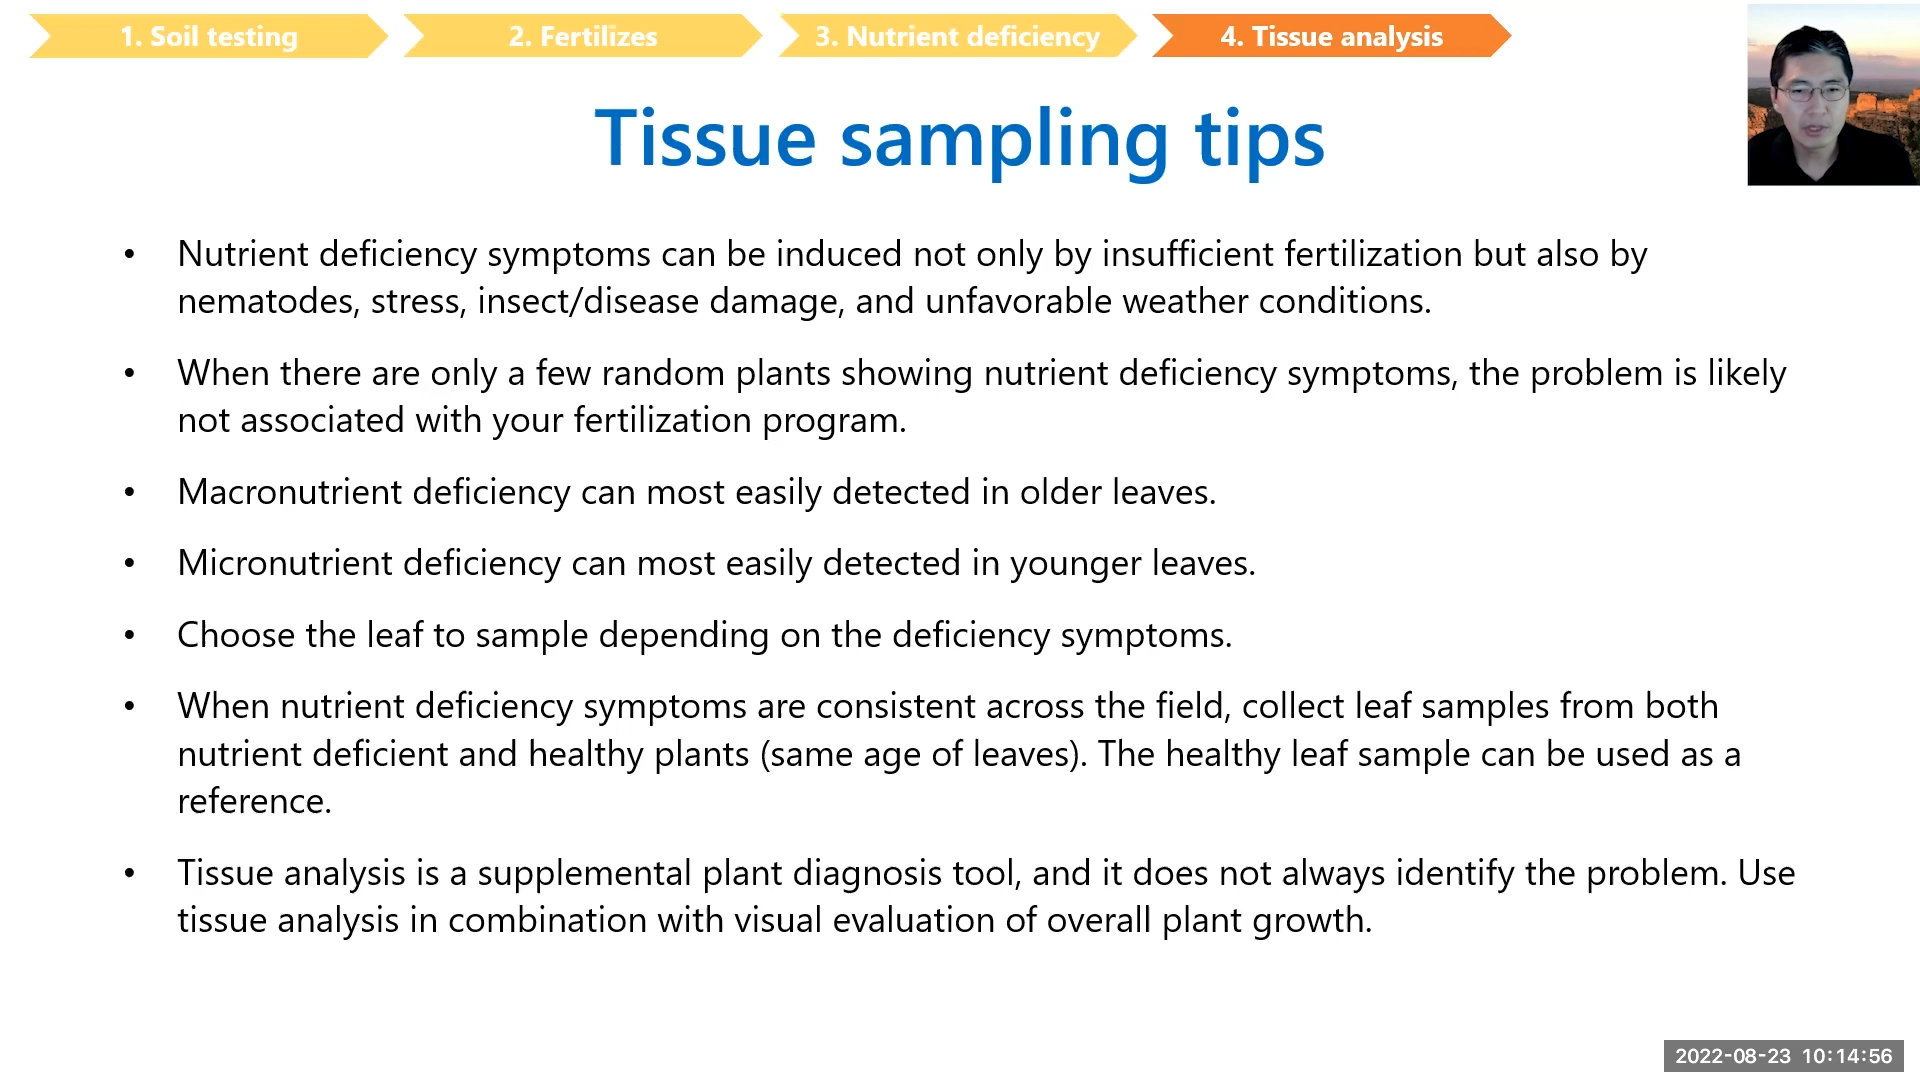 1. Soil testing
2. Fertilizes
3. Nutrient deficiency
4. Tissue analysis
Tissue sampling tips
• Nutrient deficiency symptoms can be induced not only by insufficient fertilization but also by
nematodes, stress, insect/disease damage, and unfavorable weather conditions.
• When there are only a few random plants showing nutrient deficiency symptoms, the problem is likely
not associated with your fertilization program.
• Macronutrient deficiency can most easily detected in older leaves.
• Micronutrient deficiency can most easily detected in younger leaves.
• Choose the leaf to sample depending on the deficiency symptoms.
• When nutrient deficiency symptoms are consistent across the field, collect leaf samples from both
nutrient deficient and healthy plants (same age of leaves). The healthy leaf sample can be used as a
reference.
• Tissue analysis is a supplemental plant diagnosis tool, and it does not always identify the problem. Use
tissue analysis in combination with visual evaluation of overall plant growth.
2022-08-23 10:14:56